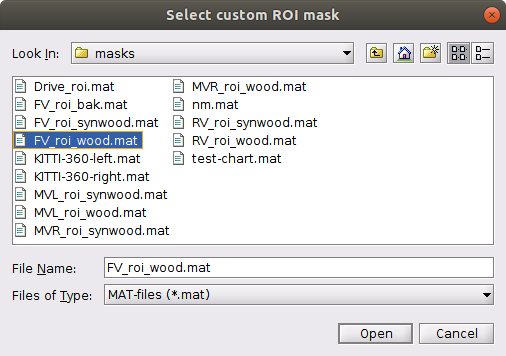 Select custom ROI mask
Look In: masks
Drive_roi.mat
FV_roi_bak.mat
FV_roi_synwood.mat
FV_roi_wood.mat
KITTI-360-left.mat
KITTI-360-right.mat
MVL_roi_synwood.mat
MVL_roi_wood.mat
MVR_roi_synwood.mat
MVR_roi_wood.mat
nm.mat
RV_roi_synwood.mat
RV_roi_wood.mat
test-chart.mat
File Name: FV_roi_wood.mat
Files of Type: MAT-files (*.mat)
Open Cancel